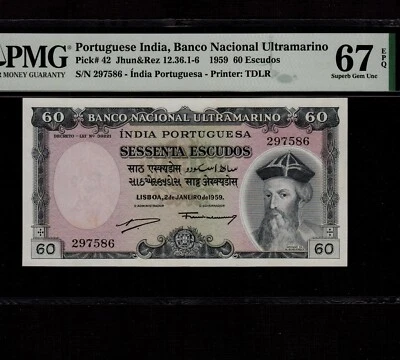 PMG
R MONEY GUARANTY
Portuguese India, Banco Nacional Ultramarino
Pick# 42 Jhun&Rez 12.36.1-6 1959 60 Escudos
S/N 297586 - Índia Portuguesa - Printer: TDLR
67 EPQ
Superb Gem Unc
60 BANCO NACIONAL ULTRAMARINO 60
ÍNDIA PORTUGUESA
297586
SESSENTA ESCUDOS
LISBOA, 2 DE JANEIRO DE 1959.
297586
60
60